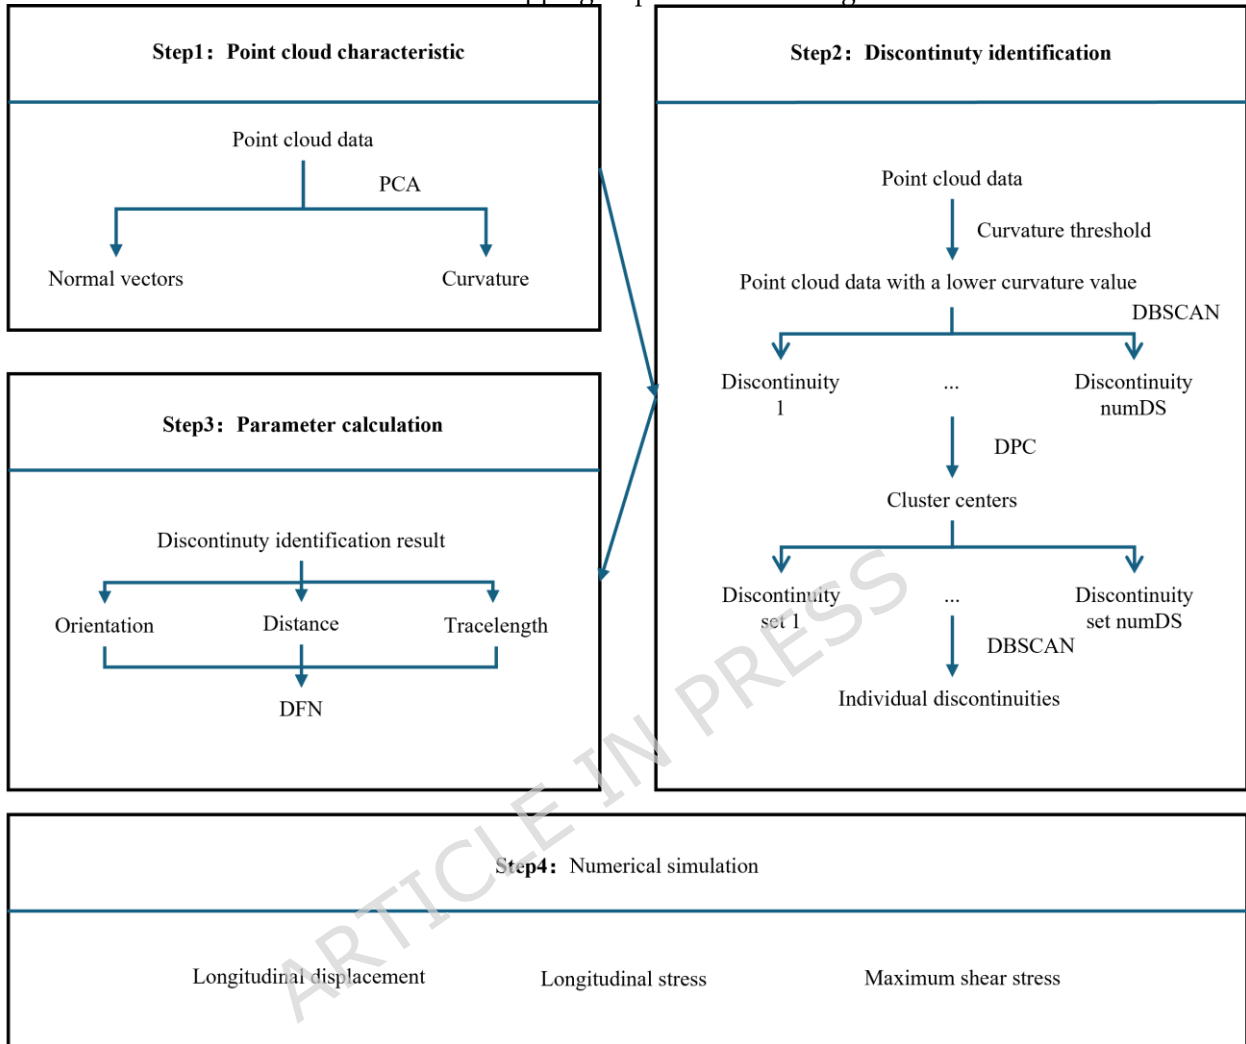 Step1：Point cloud characteristic
Point cloud data
PCA
Normal vectors
Curvature
Step2：Discontinuty identification
Point cloud data
Curvature threshold
Point cloud data with a lower curvature value
DBSCAN
Discontinuity
1
...
Discontinuity
numDS
DPC
Cluster centers
Discontinuity
set 1
...
Discontinuity
set numDS
DBSCAN
Individual discontinuities
Step3：Parameter calculation
Discontinuty identification result
Orientation
Distance
Tracelength
DFN
Step4：Numerical simulation
Longitudinal displacement
Longitudinal stress
Maximum shear stress
ARTICLE IN PRESS